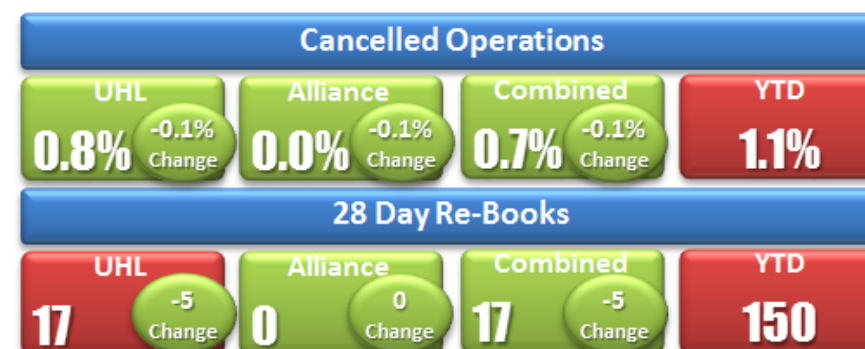 Cancelled Operations
UHL Alliance Combined YTD
0.8% -0.1% Change 0.0% -0.1% Change 0.7% -0.1% Change 1.1%
28 Day Re-Books
UHL Alliance Combined YTD
17 -5 Change 0 0 Change 17 -5 Change 150